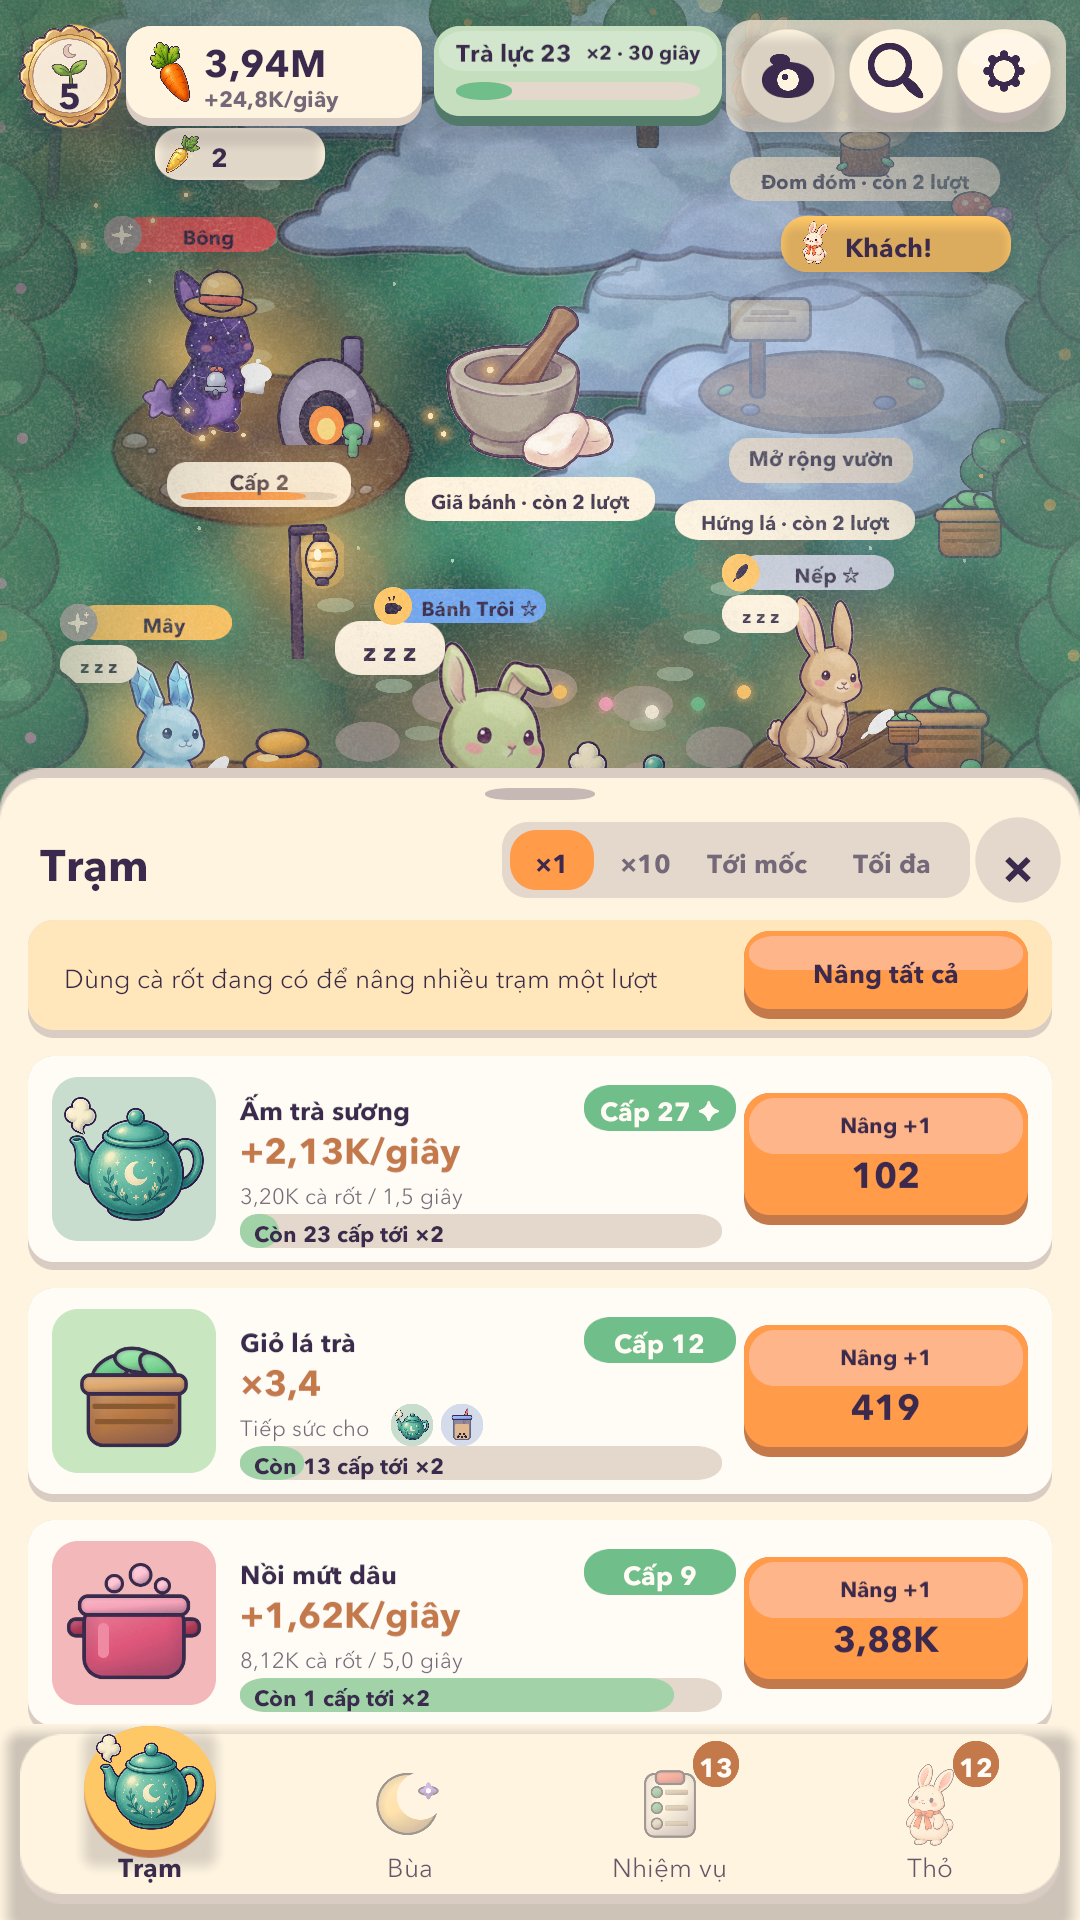 5
3,94M
+24,8K/giây
Trà lực 23 ×2 · 30 giây
2
Đom đóm · còn 2 lượt
Bông
Khách!
Mở rộng vườn
Cấp 2
Giã bánh · còn 2 lượt
Hứng lá · còn 2 lượt
Nếp ☆
Bánh Trôi ☆
Mây
z z z
z z z
z z z
Trạm
×1
×10
Tới mốc
Tối đa
×
Dùng cà rốt đang có để nâng nhiều trạm một lượt
Nâng tất cả
Ấm trà sương
Cấp 27 ✦
+2,13K/giây
3,20K cà rốt / 1,5 giây
Còn 23 cấp tới ×2
Nâng +1
102
Giỏ lá trà
Cấp 12
×3,4
Tiếp sức cho
Còn 13 cấp tới ×2
Nâng +1
419
Nồi mứt dâu
Cấp 9
+1,62K/giây
8,12K cà rốt / 5,0 giây
Còn 1 cấp tới ×2
Nâng +1
3,88K
13
12
Trạm
Bùa
Nhiệm vụ
Thỏ